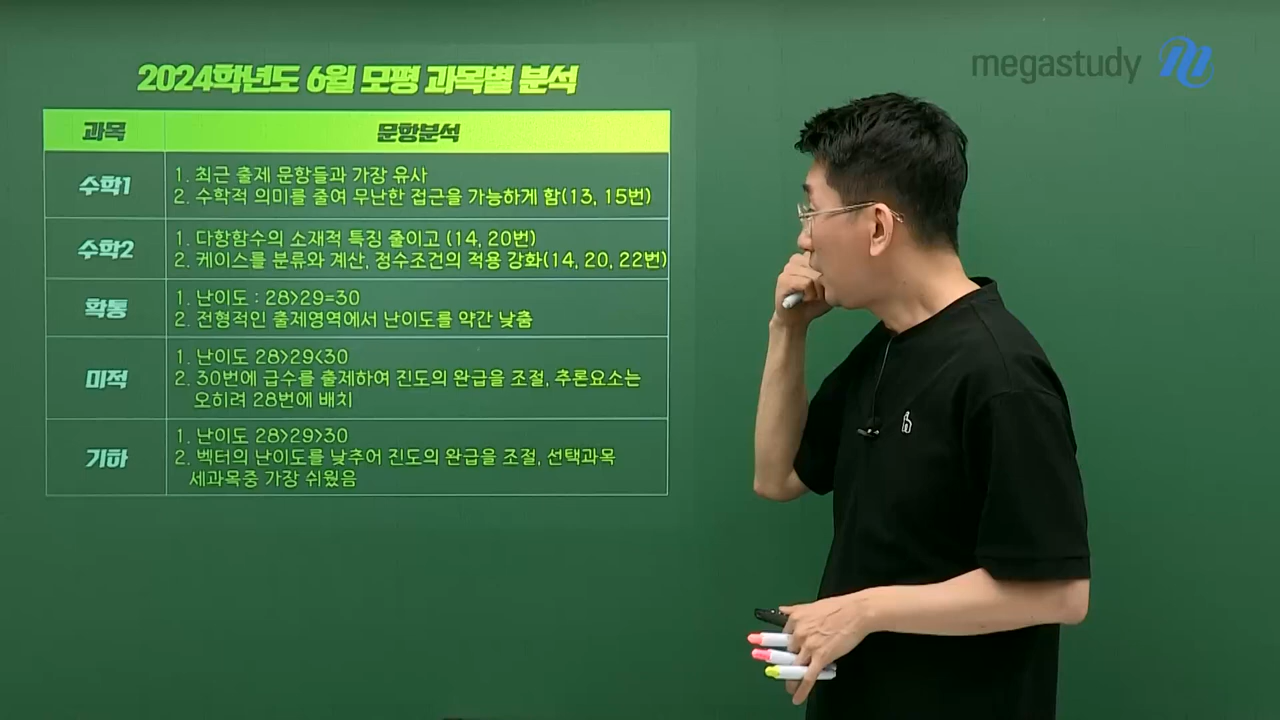 megastudy
2024학년도 6월 모평 과목별 분석
과목 문항분석
수학1
1. 최근 출제 문항들과 가장 유사
2. 수학적 의미를 줄여 무난한 접근을 가능하게 함(13, 15번)
수학2
1. 다항함수의 소재적 특징 줄이고 (14, 20번)
2. 케이스를 분류와 계산, 정수조건의 적용 강화(14, 20, 22번)
확통
1. 난이도 : 28>29=30
2. 전형적인 출제영역에서 난이도를 약간 낮춤
미적
1. 난이도 28>29<30
2. 30번에 급수를 출제하여 진도의 완급을 조절, 추론요소는
오히려 28번에 배치
기하
1. 난이도 28>29>30
2. 벡터의 난이도를 낮추어 진도의 완급을 조절, 선택과목
세과목중 가장 쉬웠음